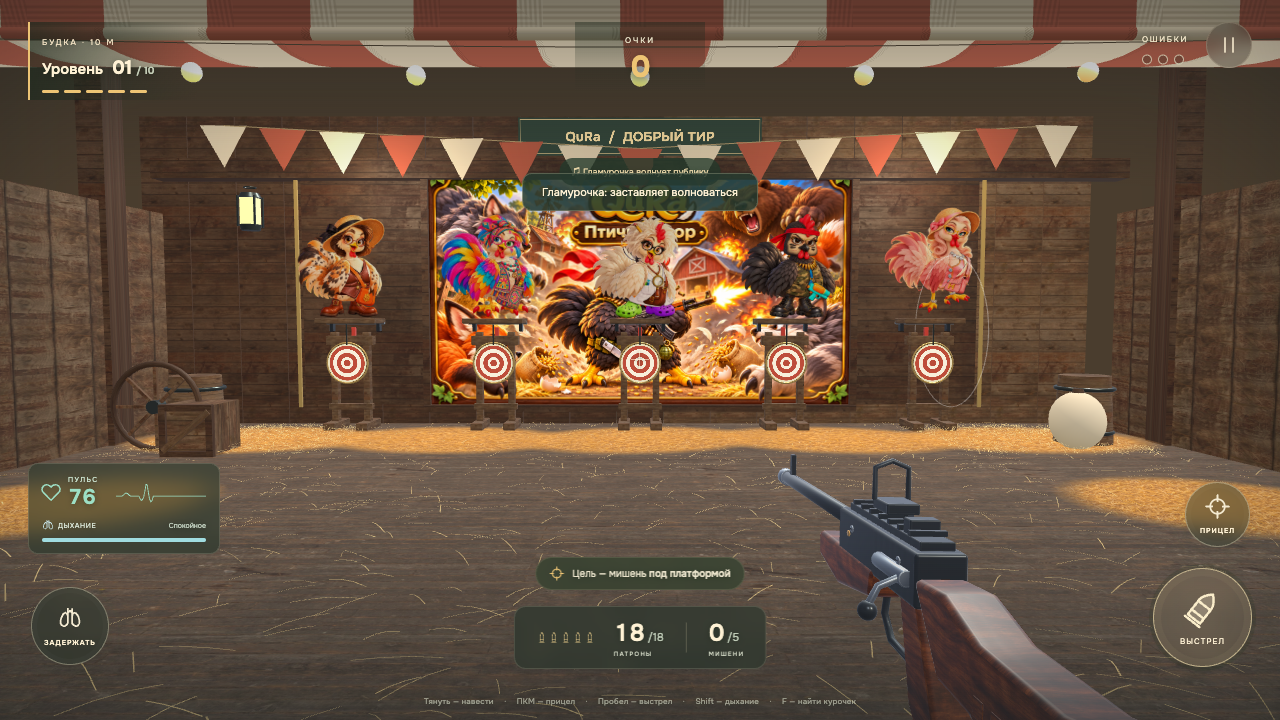 БУДКА · 10 М
Уровень 01 / 10
ОЧКИ
0
ОШИБКИ
QuRa / ДОБРЫЙ ТИР
Гламурочка волнует публику
Гламурочка: заставляет волноваться
QuRa
ПУЛЬС
76
ДЫХАНИЕ
Спокойное
ЗАДЕРЖАТЬ
ПРИЦЕЛ
ВЫСТРЕЛ
Цель — мишень под платформой
18 /18
ПАТРОНЫ
0 /5
МИШЕНИ
Тянуть — навести · ПКМ — прицел · Пробел — выстрел · Shift — дыхание · F — найти курочек